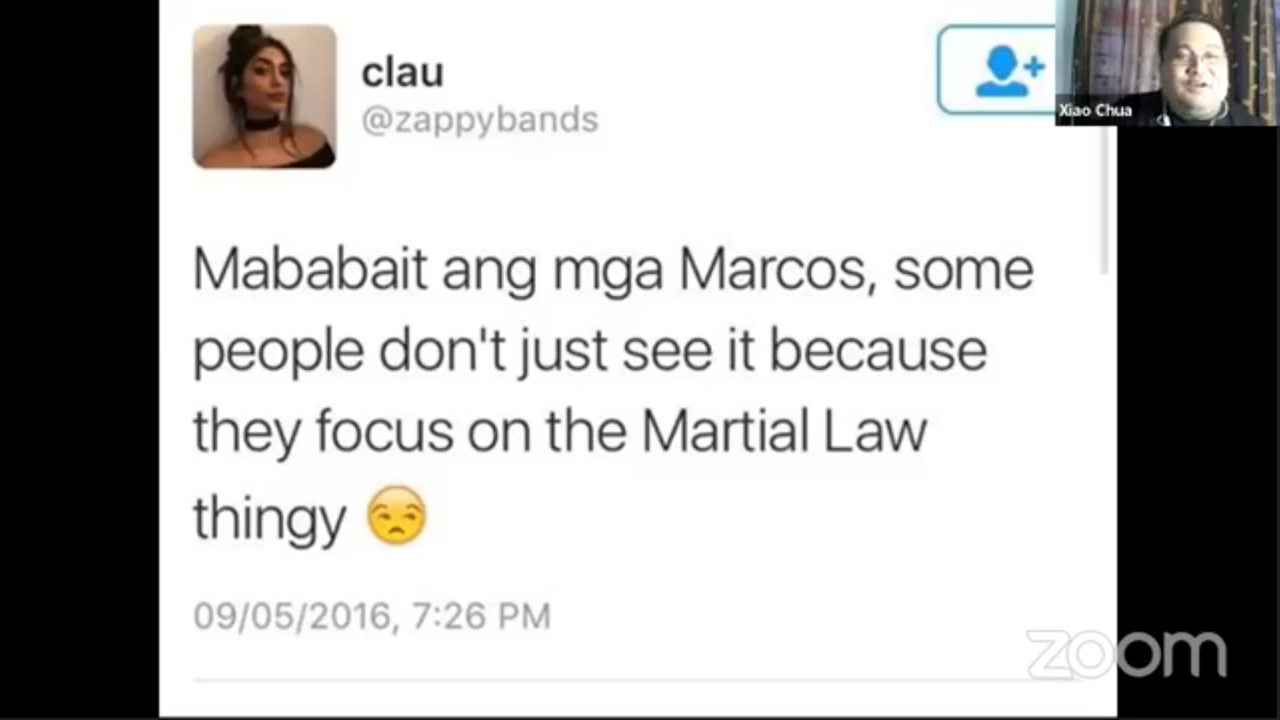 clau
@zappybands
Xiao Chua
Mababait ang mga Marcos, some
people don't just see it because
they focus on the Martial Law
thingy 😒
09/05/2016, 7:26 PM
zoom